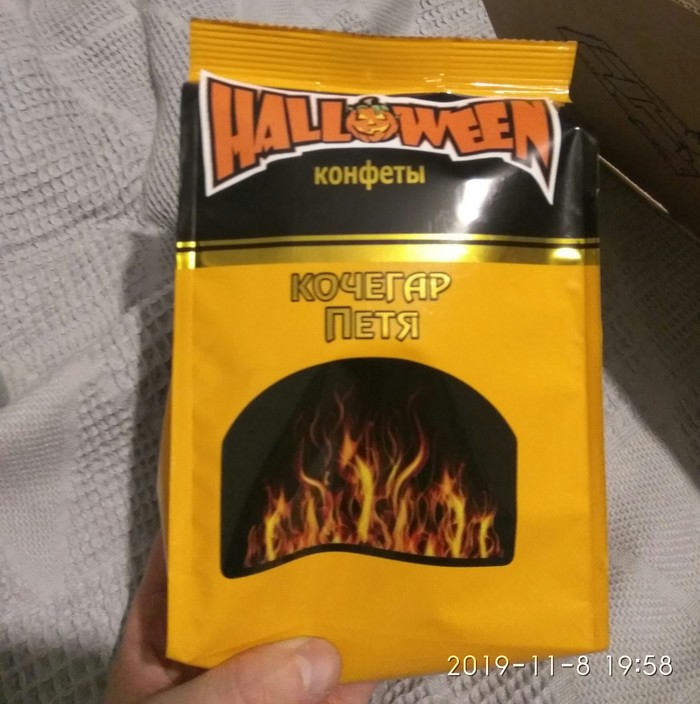 HALLOWEEN
конфеты
КОЧЕГАР
ПЕТЯ
2019-11-8 19:58